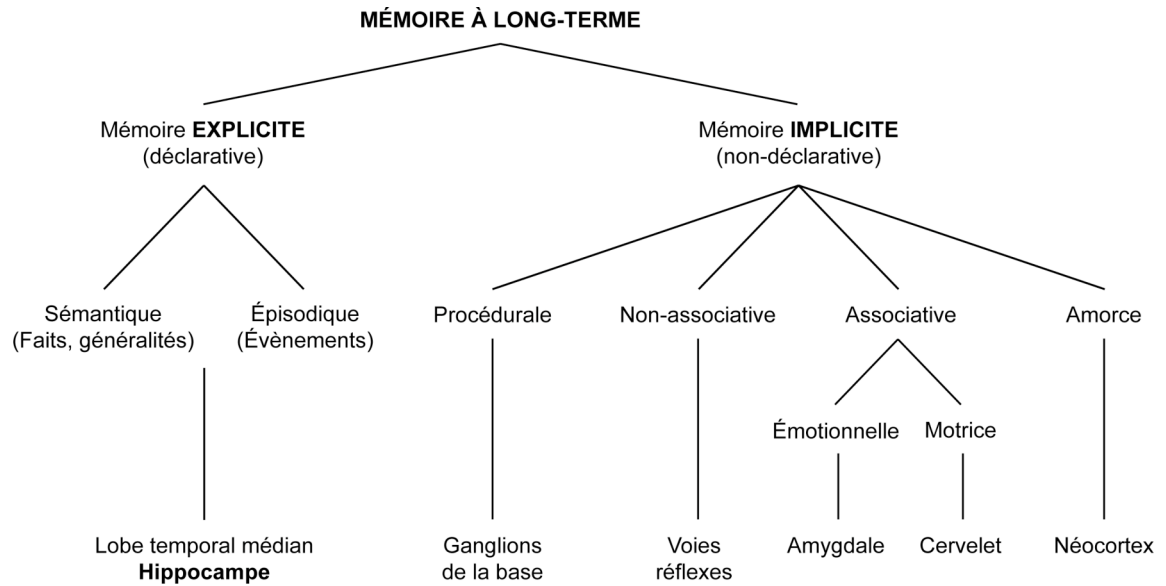 MÉMOIRE À LONG-TERME
Mémoire EXPLICITE
(déclarative)
Mémoire IMPLICITE
(non-déclarative)
Sémantique
(Faits, généralités)
Épisodique
(Évènements)
Procédurale
Non-associative
Associative
Amorce
Émotionnelle
Motrice
Lobe temporal médian
Hippocampe
Ganglions
de la base
Voies
réflexes
Amygdale
Cervelet
Néocortex